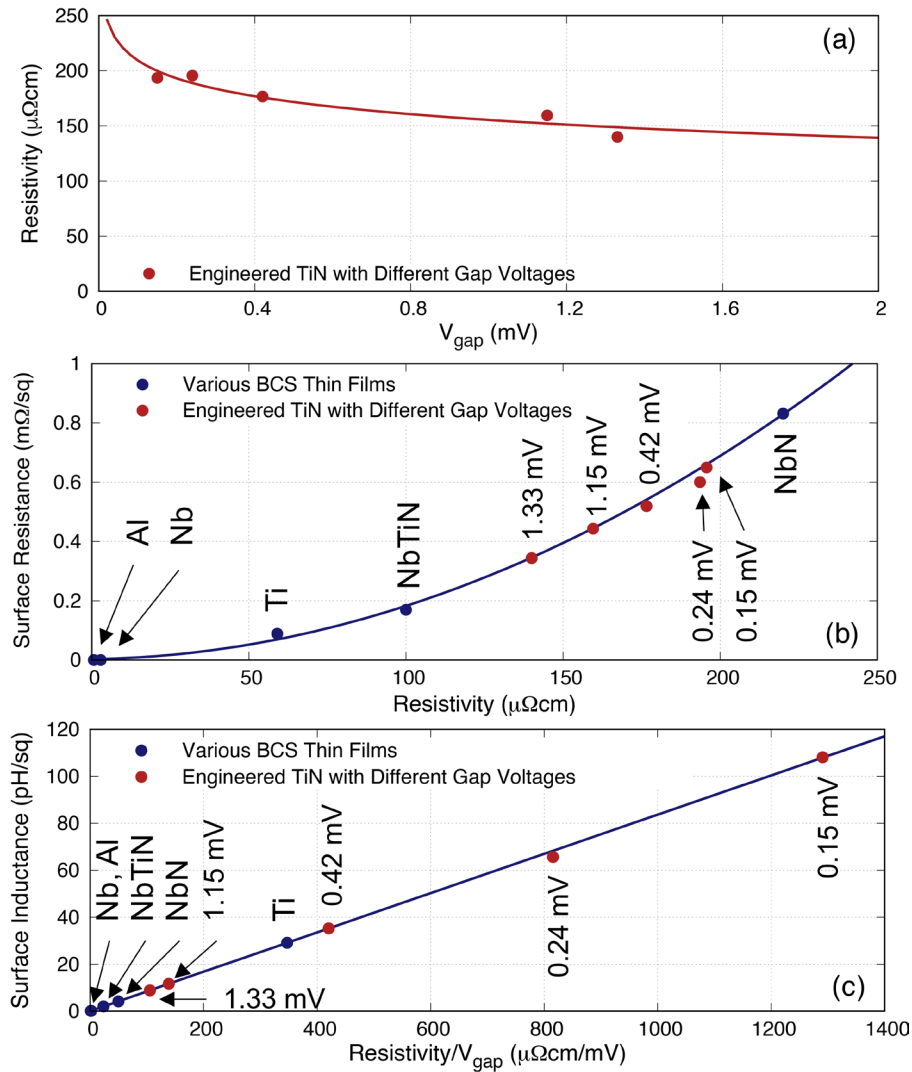 250
200
150
100
50
0
Resistivity (μΩcm)
(a)
Engineered TiN with Different Gap Voltages
0 0.4 0.8 1.2 1.6 2
V_gap (mV)
1
0.8
0.6
0.4
0.2
0
Surface Resistance (mΩ/sq)
Various BCS Thin Films
Engineered TiN with Different Gap Voltages
Al
Nb
Ti
NbTiN
1.33 mV
1.15 mV
0.42 mV
0.24 mV
0.15 mV
NbN
(b)
0 50 100 150 200 250
Resistivity (μΩcm)
120
100
80
60
40
20
0
Surface Inductance (pH/sq)
Various BCS Thin Films
Engineered TiN with Different Gap Voltages
Nb, Al
NbTiN
NbN
1.15 mV
1.33 mV
Ti
0.42 mV
0.24 mV
0.15 mV
(c)
0 200 400 600 800 1000 1200 1400
Resistivity/V_gap (μΩcm/mV)